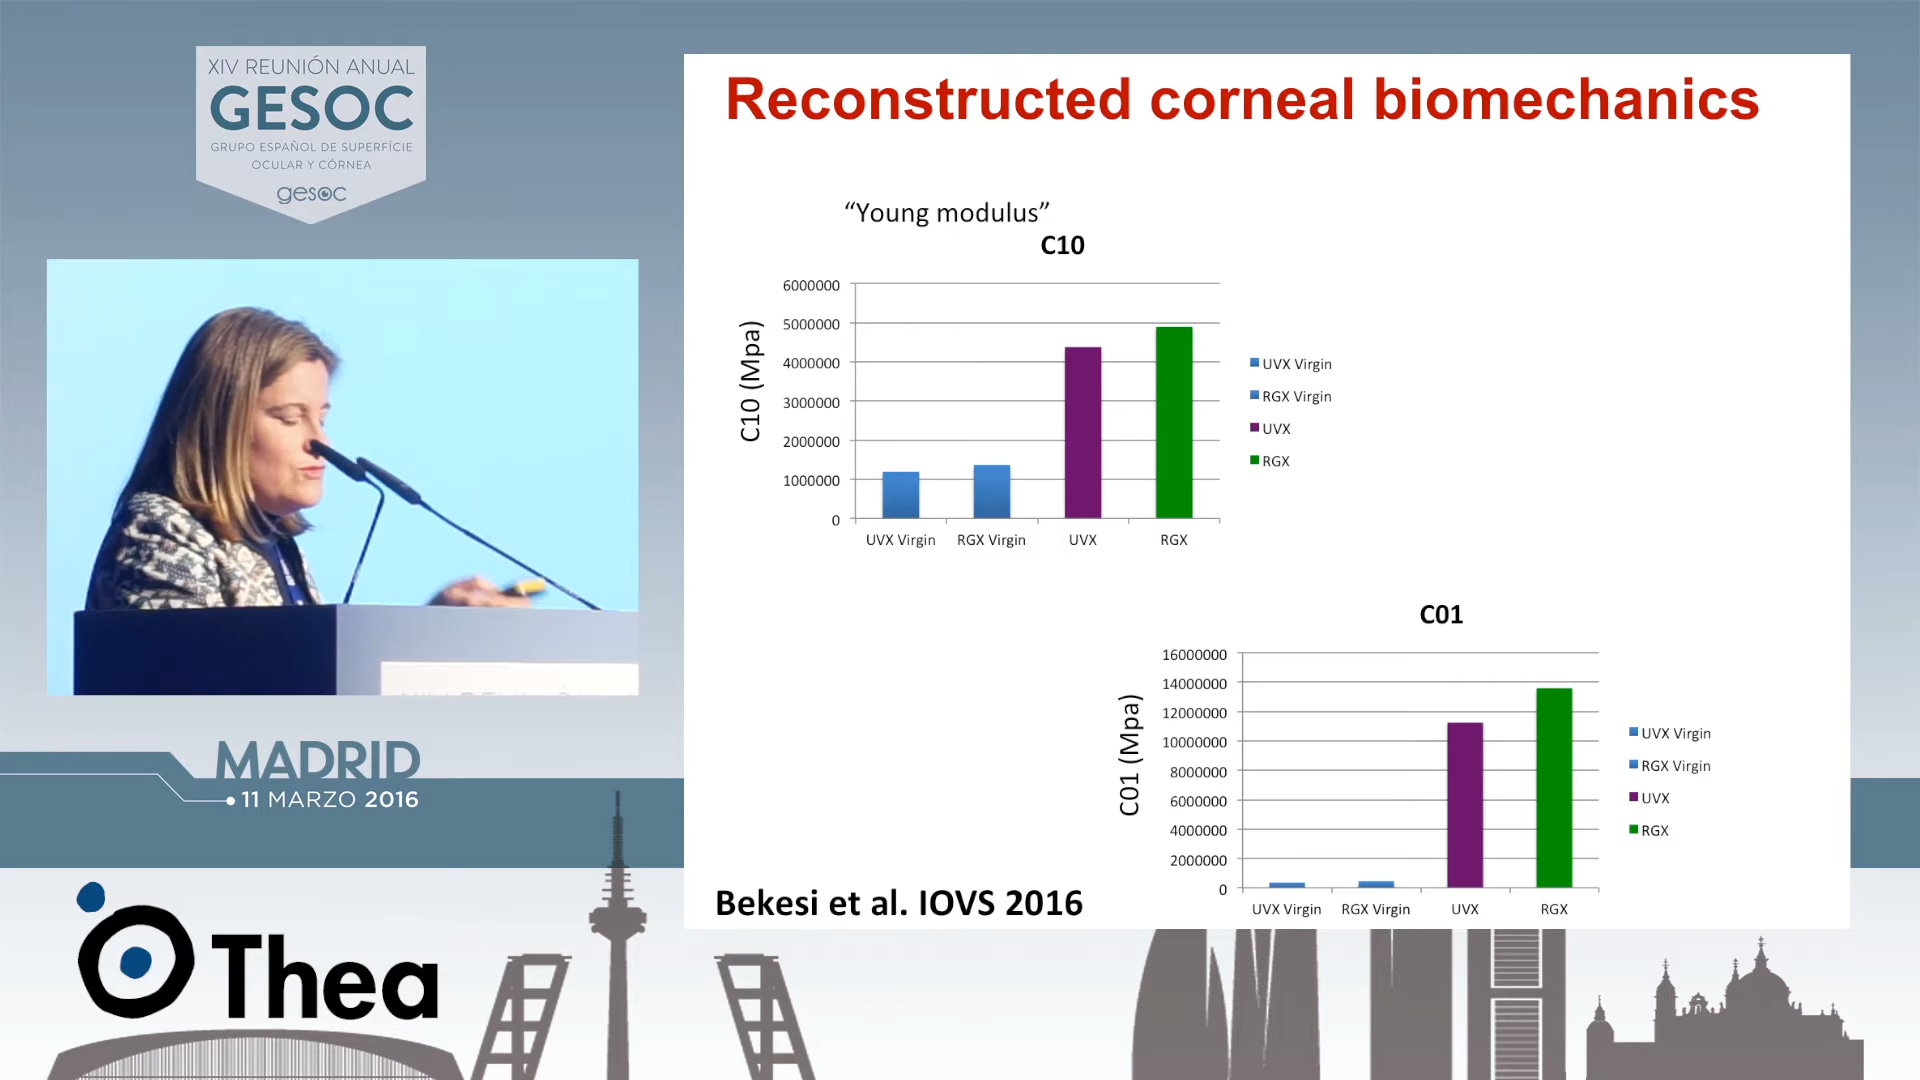 XIV REUNIÓN ANUAL
GESOC
GRUPO ESPAÑOL DE SUPERFÍCIE
OCULAR Y CÓRNEA
gesoc
MADRID
11 MARZO 2016
Thea
Reconstructed corneal biomechanics
“Young modulus”
C10
C10 (Mpa)
6000000
5000000
4000000
3000000
2000000
1000000
0
UVX Virgin RGX Virgin UVX RGX
UVX Virgin
RGX Virgin
UVX
RGX
C01
C01 (Mpa)
16000000
14000000
12000000
10000000
8000000
6000000
4000000
2000000
0
UVX Virgin RGX Virgin UVX RGX
UVX Virgin
RGX Virgin
UVX
RGX
Bekesi et al. IOVS 2016